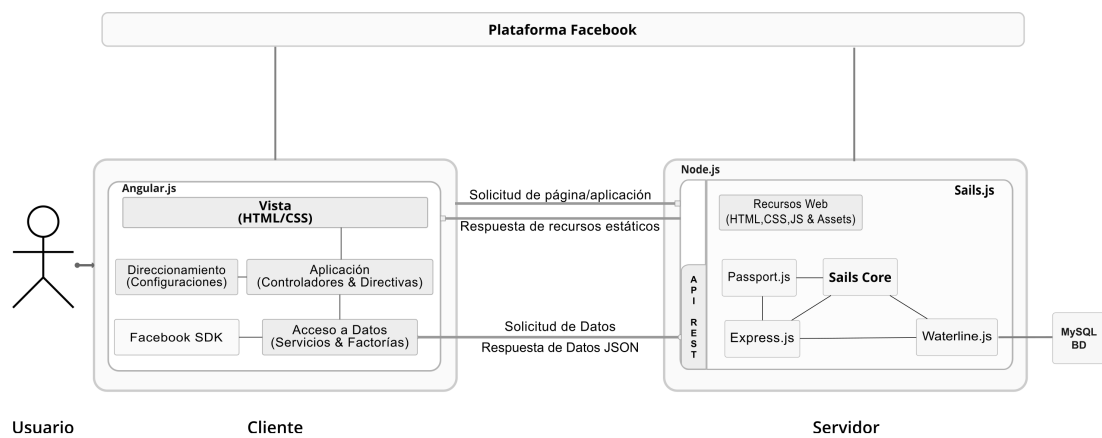 Plataforma Facebook
Angular.js
Vista
(HTML/CSS)
Direccionamiento
(Configuraciones)
Aplicación
(Controladores & Directivas)
Facebook SDK
Acceso a Datos
(Servicios & Factorías)
Solicitud de página/aplicación
Respuesta de recursos estáticos
Solicitud de Datos
Respuesta de Datos JSON
Node.js
Sails.js
Recursos Web
(HTML,CSS,JS & Assets)
API REST
Passport.js
Sails Core
Express.js
Waterline.js
MySQL
BD
Usuario
Cliente
Servidor